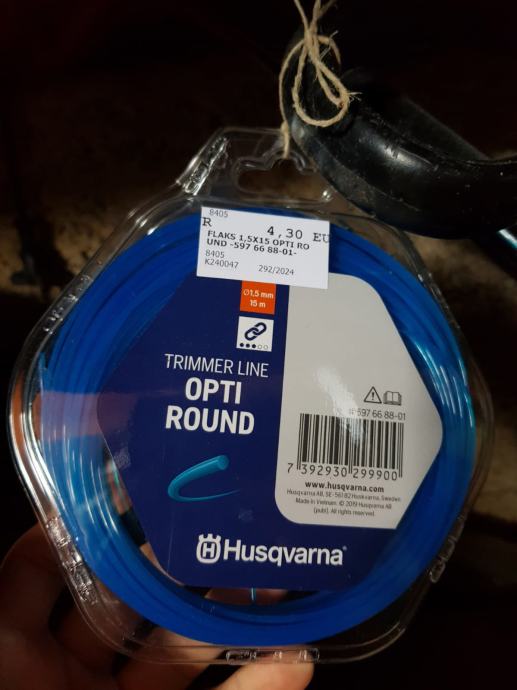 8405
R 4,30 EU
FLAKS 1,5X15 OPTI RO
UND -597 66 88-01-
8405
K240047 292/2024
Ø1,5 mm
15 m
TRIMMER LINE
OPTI
ROUND
597 66 88-01
7 392930 299900
www.husqvarna.com
Husqvarna AB, SE-561 82 Huskvarna, Sweden
Made in Vietnam. © 2019 Husqvarna AB
(publ). All rights reserved.
Husqvarna